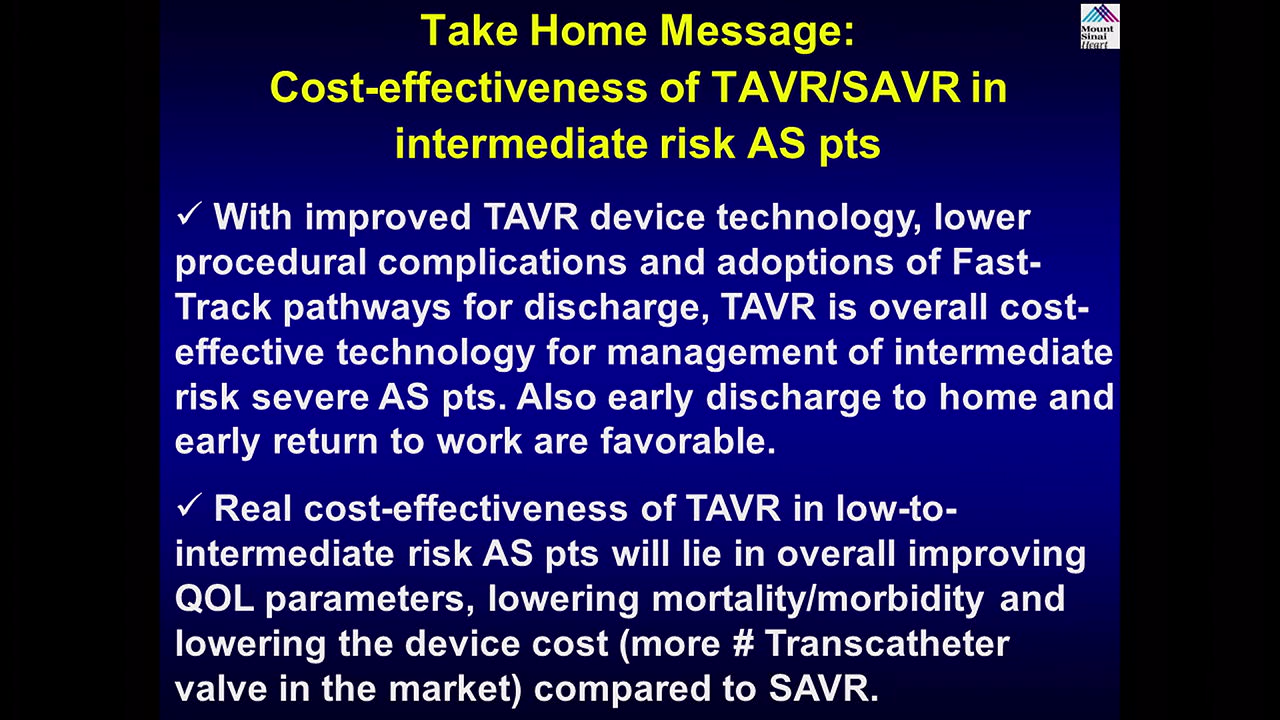 Take Home Message:
Cost-effectiveness of TAVR/SAVR in
intermediate risk AS pts
Mount
Sinai
Heart
✓ With improved TAVR device technology, lower
procedural complications and adoptions of Fast-
Track pathways for discharge, TAVR is overall cost-
effective technology for management of intermediate
risk severe AS pts. Also early discharge to home and
early return to work are favorable.
✓ Real cost-effectiveness of TAVR in low-to-
intermediate risk AS pts will lie in overall improving
QOL parameters, lowering mortality/morbidity and
lowering the device cost (more # Transcatheter
valve in the market) compared to SAVR.